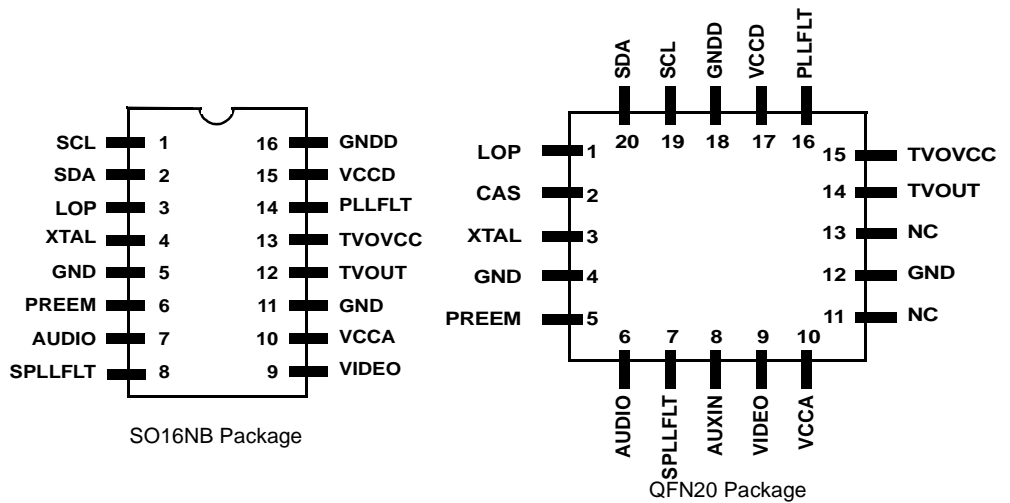 SCL 1
SDA 2
LOP 3
XTAL 4
GND 5
PREEM 6
AUDIO 7
SPLLFLT 8
16 GNDD
15 VCCD
14 PLLFLT
13 TVOVCC
12 TVOUT
11 GND
10 VCCA
9 VIDEO
SO16NB Package
SDA
SCL
GNDD
VCCD
PLLFLT
20 19 18 17 16
LOP 1
CAS 2
XTAL 3
GND 4
PREEM 5
15 TVOVCC
14 TVOUT
13 NC
12 GND
11 NC
6 7 8 9 10
AUDIO
SPLLFLT
AUXIN
VIDEO
VCCA
QFN20 Package